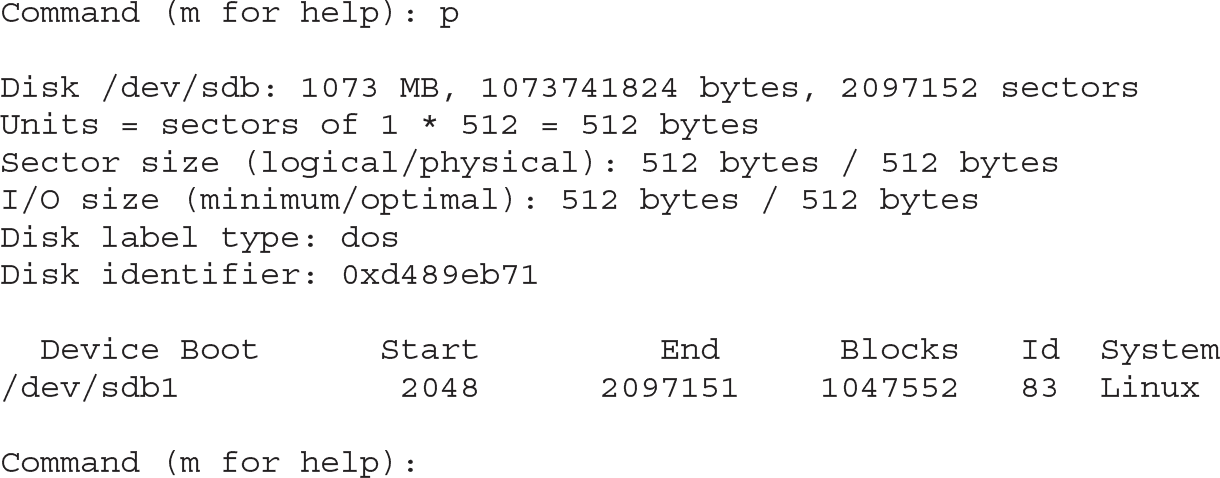 Command (m for help): p
Disk /dev/sdb: 1073 MB, 1073741824 bytes, 2097152 sectors
Units = sectors of 1 * 512 = 512 bytes
Sector size (logical/physical): 512 bytes / 512 bytes
I/O size (minimum/optimal): 512 bytes / 512 bytes
Disk label type: dos
Disk identifier: 0xd489eb71
Device Boot Start End Blocks Id System
/dev/sdb1 2048 2097151 1047552 83 Linux
Command (m for help):